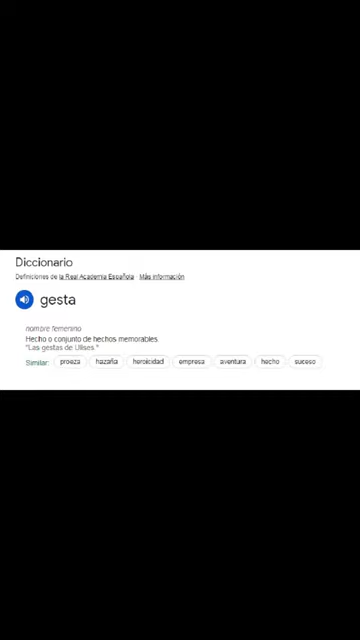 Diccionario
Definiciones de la Real Academia Española · Más información
gesta
nombre femenino
Hecho o conjunto de hechos memorables.
"Las gestas de Ulises."
Similar: proeza hazaña heroicidad empresa aventura hecho suceso